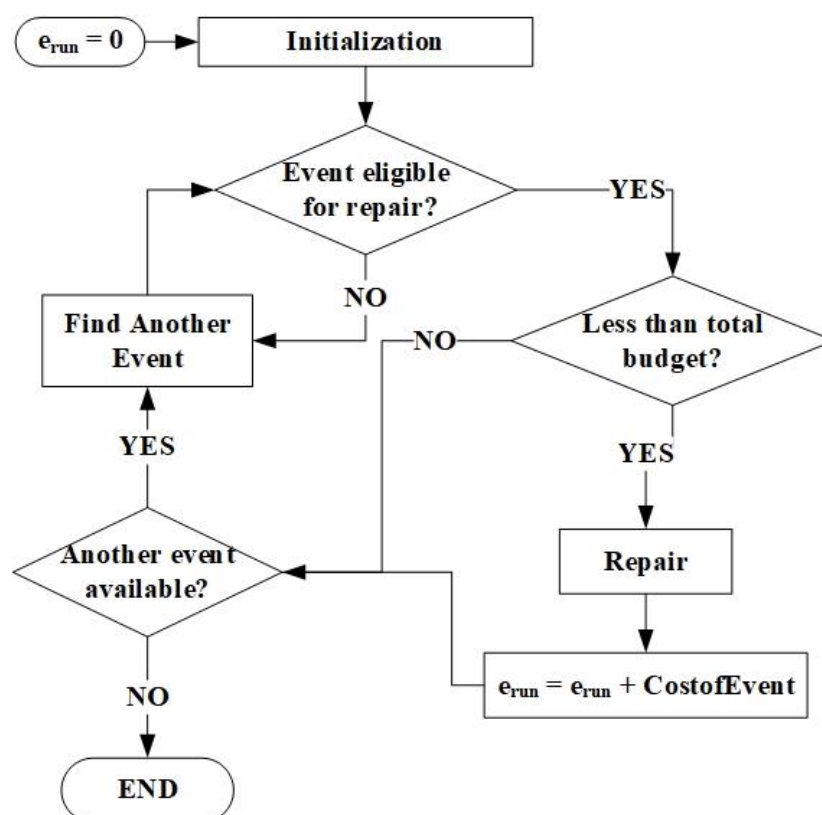 e_run = 0
Initialization
Event eligible
for repair?
YES
NO
Find Another
Event
Less than total
budget?
NO
YES
YES
Another event
available?
Repair
e_run = e_run + CostofEvent
NO
END